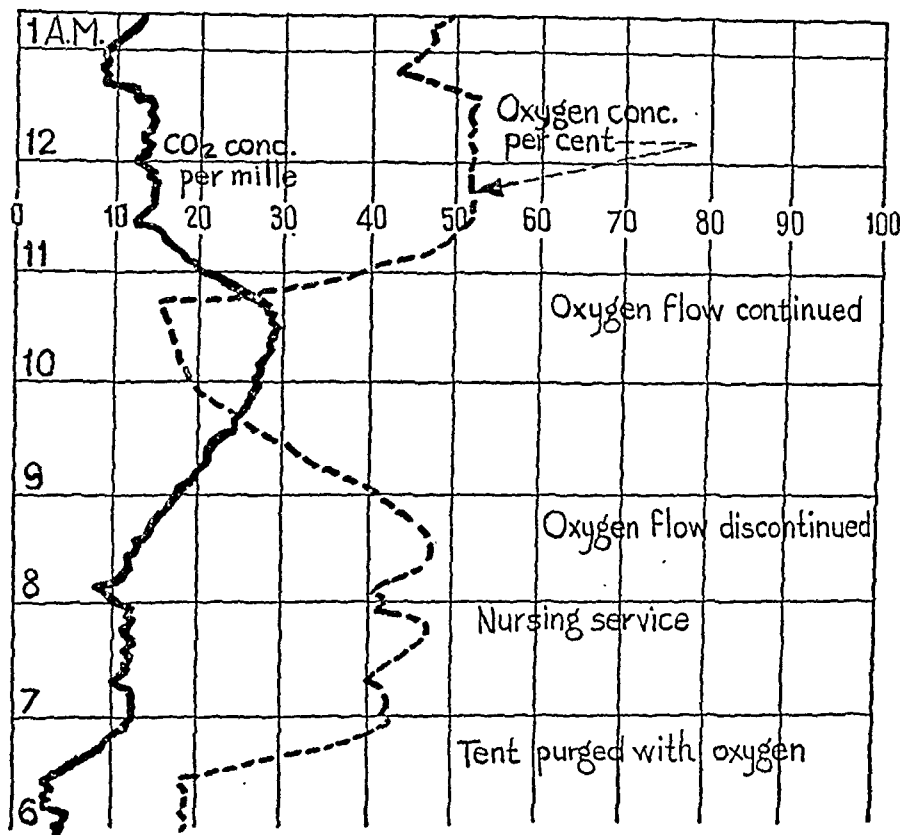 1 A.M.
Oxygen conc.
per cent
12
CO₂ conc.
per mille
0 10 20 30 40 50 60 70 80 90 100
11
Oxygen flow continued
10
9
Oxygen flow discontinued
8
Nursing service
7
Tent purged with oxygen
6